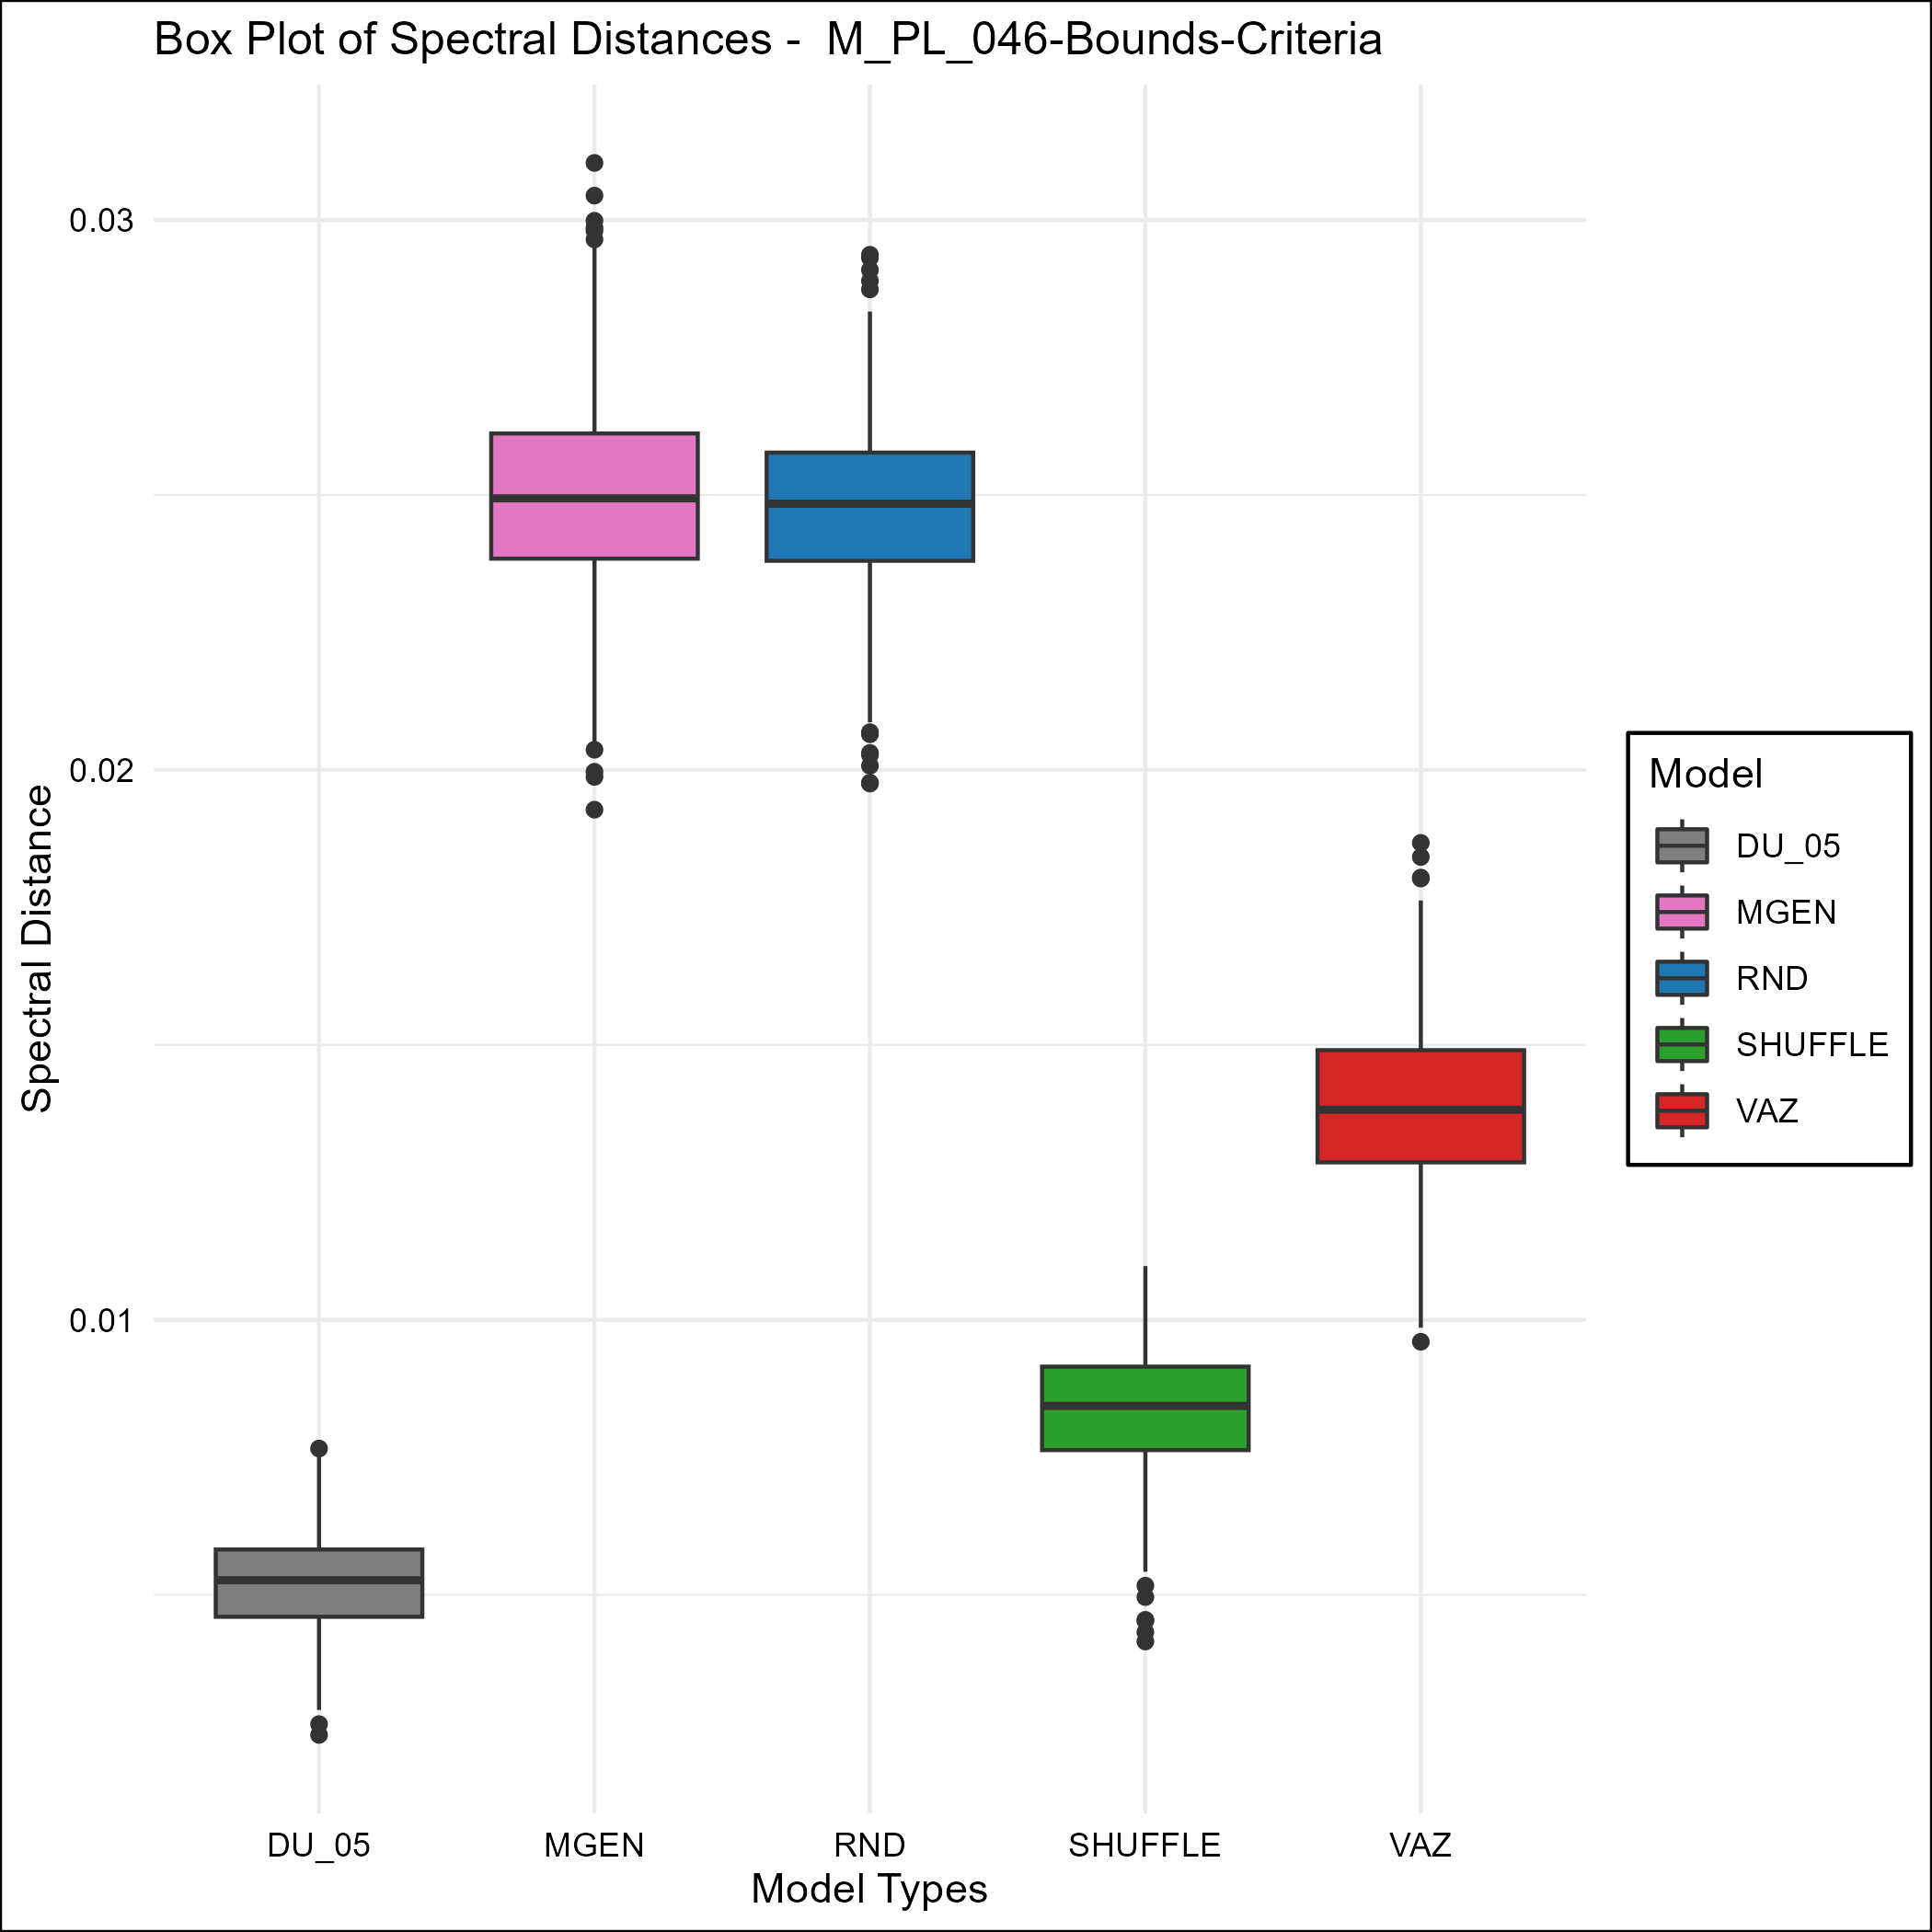 Box Plot of Spectral Distances -  M_PL_046-Bounds-Criteria
Spectral Distance
0.03
0.02
0.01
DU_05 MGEN RND SHUFFLE VAZ
Model Types
Model
DU_05
MGEN
RND
SHUFFLE
VAZ